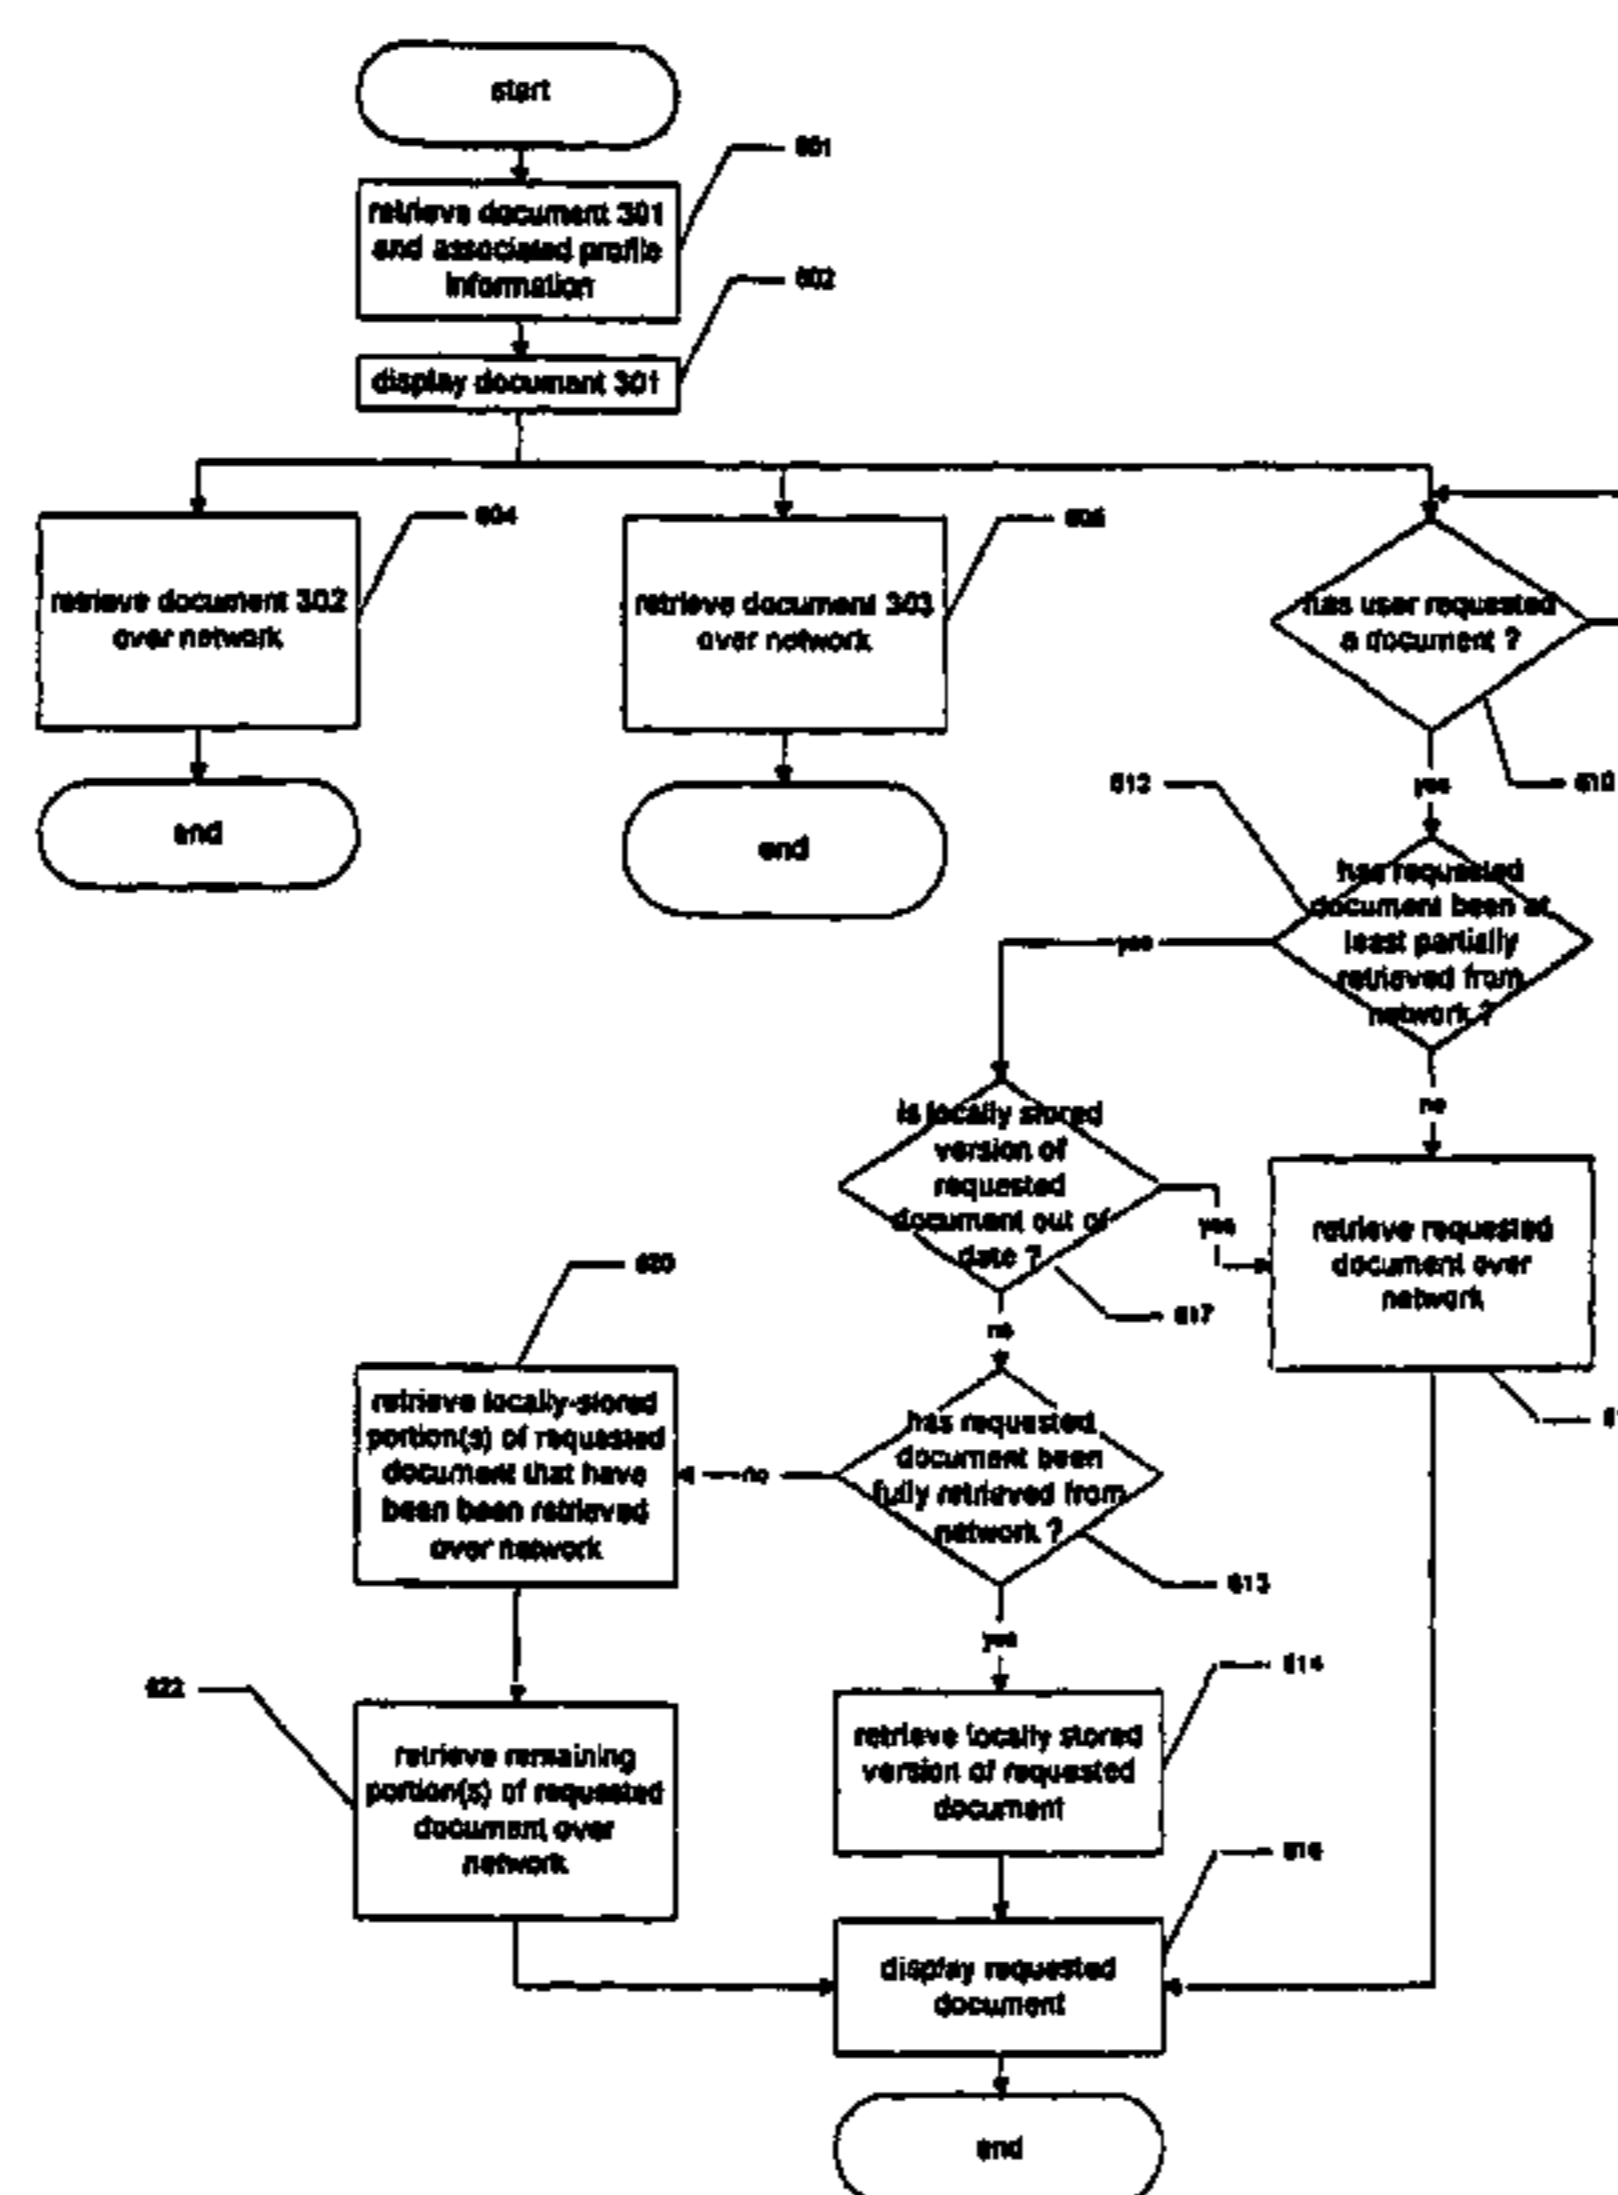 start
601
retrieve document 301
and associated profile
information
602
display document 301
604
retrieve document 302
over network
end
retrieve document 303
over network
end
has user requested
a document ?
610
yes
612
has requested
document been at
least partially
retrieved from
network ?
yes
no
is locally stored
version of
requested
document out of
date ?
yes
617
no
retrieve requested
document over
network
620
retrieve locally-stored
portion(s) of requested
document that have
been been retrieved
over network
no
has requested
document been
fully retrieved from
network ?
613
yes
622
retrieve remaining
portion(s) of requested
document over
network
614
retrieve locally stored
version of requested
document
616
display requested
document
end